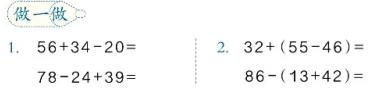 做一做
1. 56+34-20=
78-24+39=
2. 32+(55-46)=
86-(13+42)=